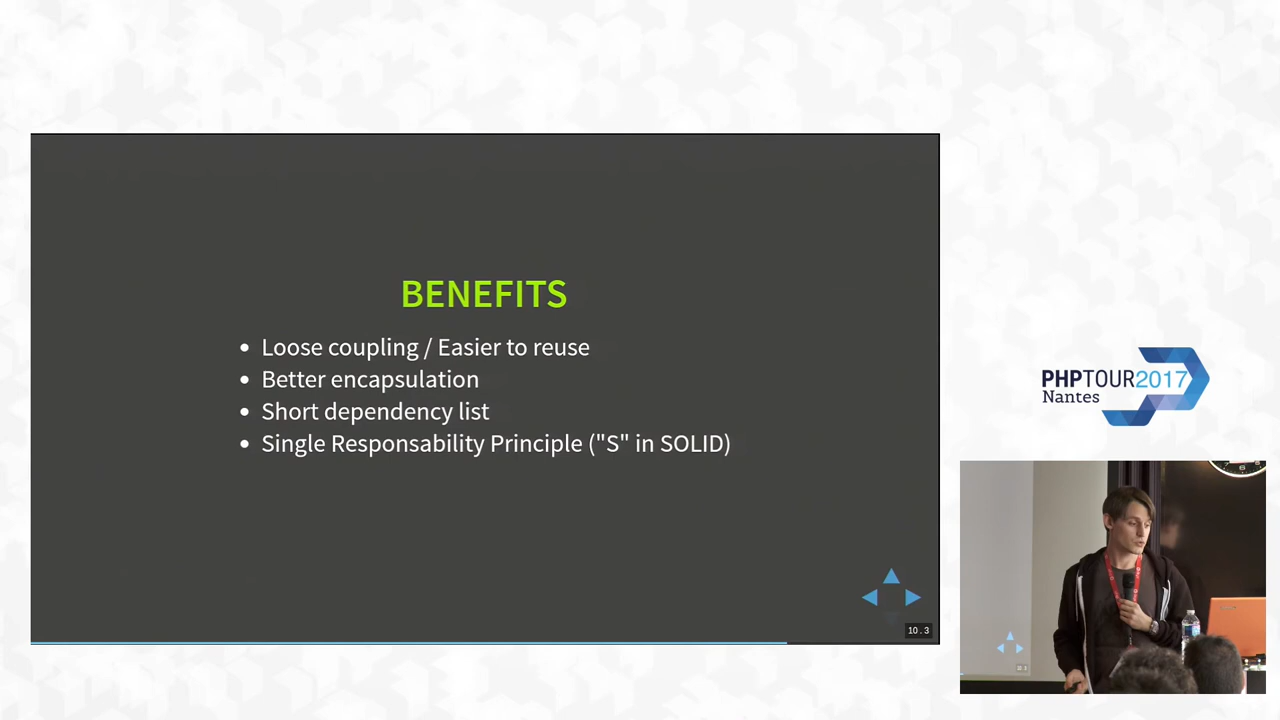 BENEFITS
Loose coupling / Easier to reuse
Better encapsulation
Short dependency list
Single Responsability Principle ("S" in SOLID)
10.3
PHPTOUR2017
Nantes